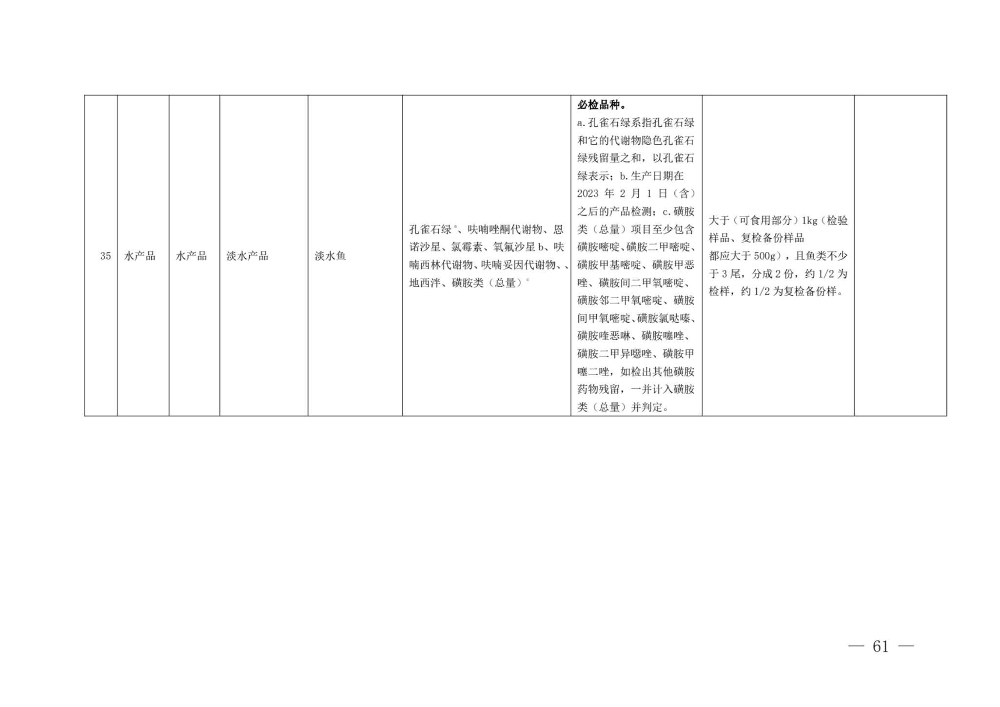 35
水产品
水产品
淡水产品
淡水鱼
孔雀石绿ᵃ、呋喃唑酮代谢物、恩
诺沙星、氯霉素、氧氟沙星 b、呋
喃西林代谢物、呋喃妥因代谢物、、
地西泮、磺胺类（总量）ᶜ
必检品种。
a.孔雀石绿系指孔雀石绿
和它的代谢物隐色孔雀石
绿残留量之和，以孔雀石
绿表示；b.生产日期在
2023 年 2 月 1 日（含）
之后的产品检测；c.磺胺
类（总量）项目至少包含
磺胺嘧啶、磺胺二甲嘧啶、
磺胺甲基嘧啶、磺胺甲恶
唑、磺胺间二甲氧嘧啶、
磺胺邻二甲氧嘧啶、磺胺
间甲氧嘧啶、磺胺氯哒嗪、
磺胺喹恶啉、磺胺噻唑、
磺胺二甲异噁唑、磺胺甲
噻二唑，如检出其他磺胺
药物残留，一并计入磺胺
类（总量）并判定。
大于（可食用部分）1kg（检验
样品、复检备份样品
都应大于 500g），且鱼类不少
于 3 尾，分成 2 份，约 1/2 为
检样，约 1/2 为复检备份样。
— 61 —